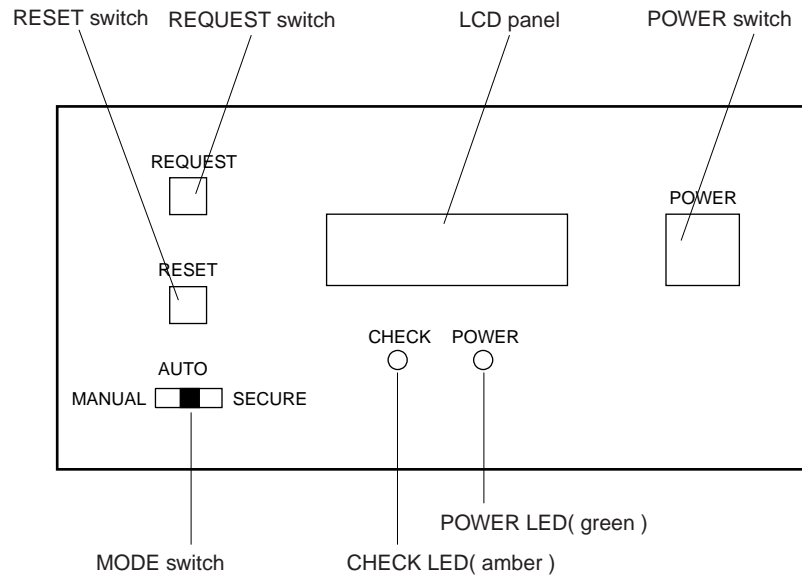 RESET switch
REQUEST switch
LCD panel
POWER switch
REQUEST
POWER
RESET
CHECK
POWER
AUTO
MANUAL
SECURE
POWER LED( green )
MODE switch
CHECK LED( amber )